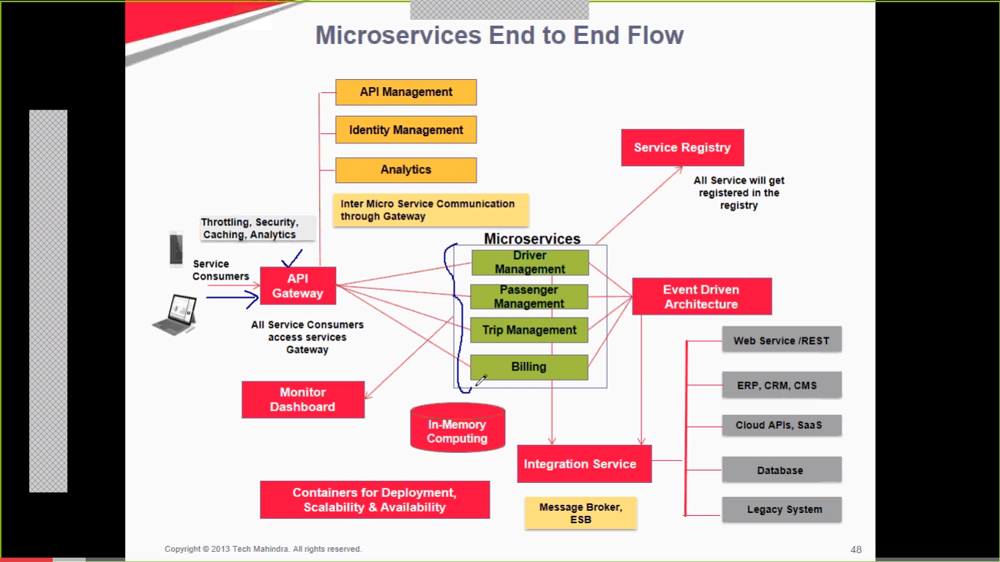 Microservices End to End Flow
API Management
Identity Management
Analytics
Inter Micro Service Communication
through Gateway
Service Registry
All Service will get
registered in the
registry
Throttling, Security,
Caching, Analytics
Service
Consumers
API
Gateway
All Service Consumers
access services
Gateway
Microservices
Driver
Management
Passenger
Management
Trip Management
Billing
Event Driven
Architecture
Monitor
Dashboard
In-Memory
Computing
Integration Service
Message Broker,
ESB
Web Service /REST
ERP, CRM, CMS
Cloud APIs, SaaS
Database
Legacy System
Containers for Deployment,
Scalability & Availability
Copyright © 2013 Tech Mahindra. All rights reserved.
48